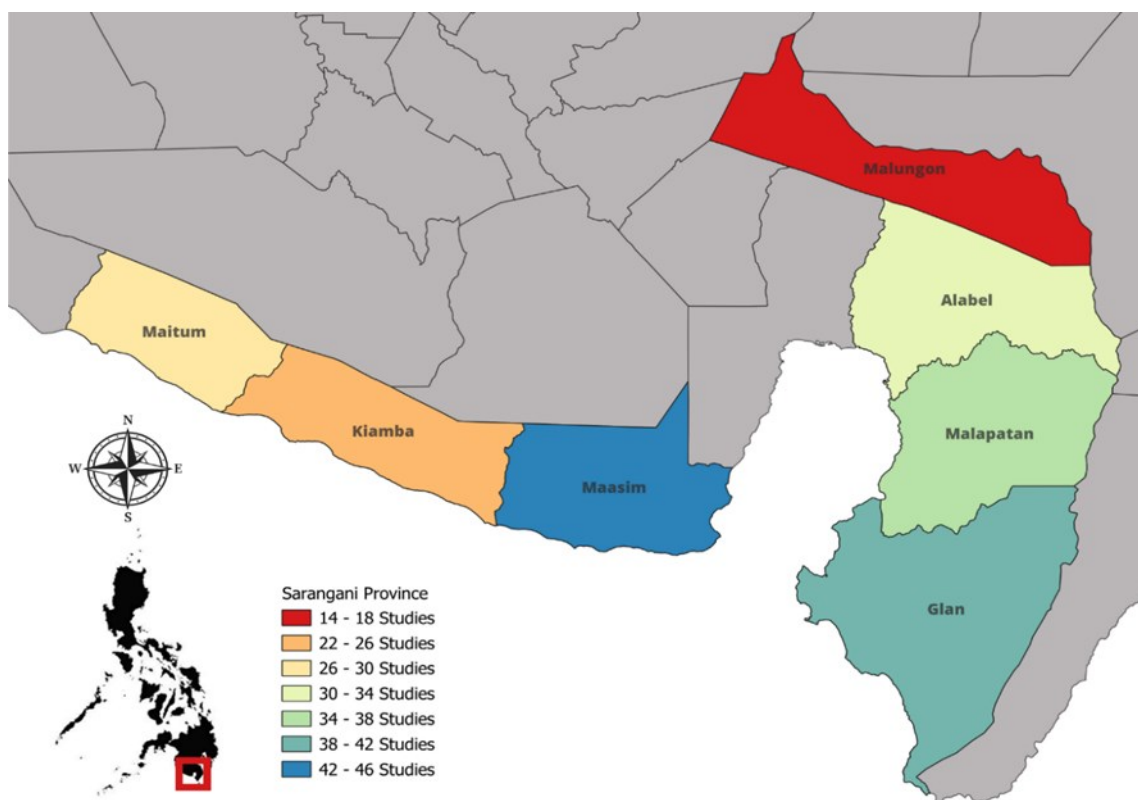 Malungon
Alabel
Maitum
Kiamba
Malapatan
Maasim
Glan
N
W E
S
Sarangani Province
14 - 18 Studies
22 - 26 Studies
26 - 30 Studies
30 - 34 Studies
34 - 38 Studies
38 - 42 Studies
42 - 46 Studies